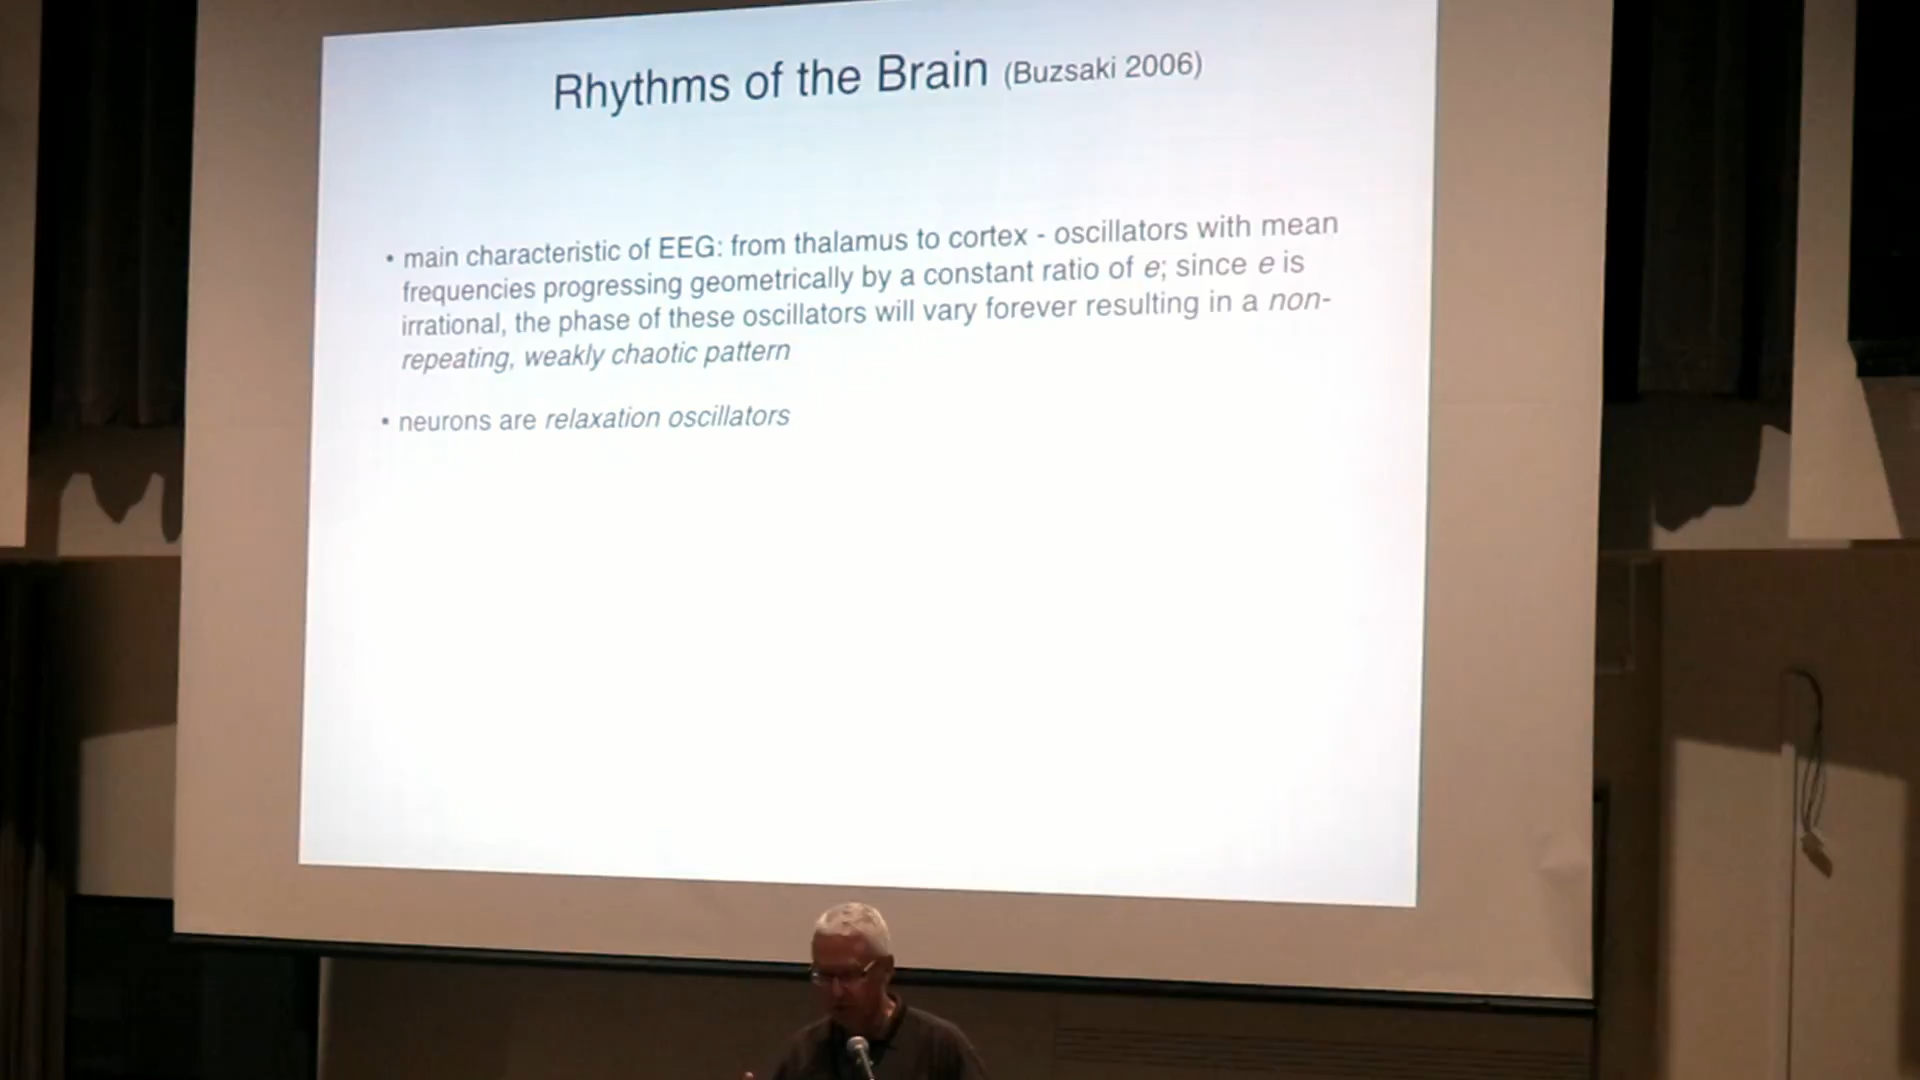 Rhythms of the Brain (Buzsaki 2006)
• main characteristic of EEG: from thalamus to cortex - oscillators with mean
frequencies progressing geometrically by a constant ratio of e; since e is
irrational, the phase of these oscillators will vary forever resulting in a non-
repeating, weakly chaotic pattern
• neurons are relaxation oscillators